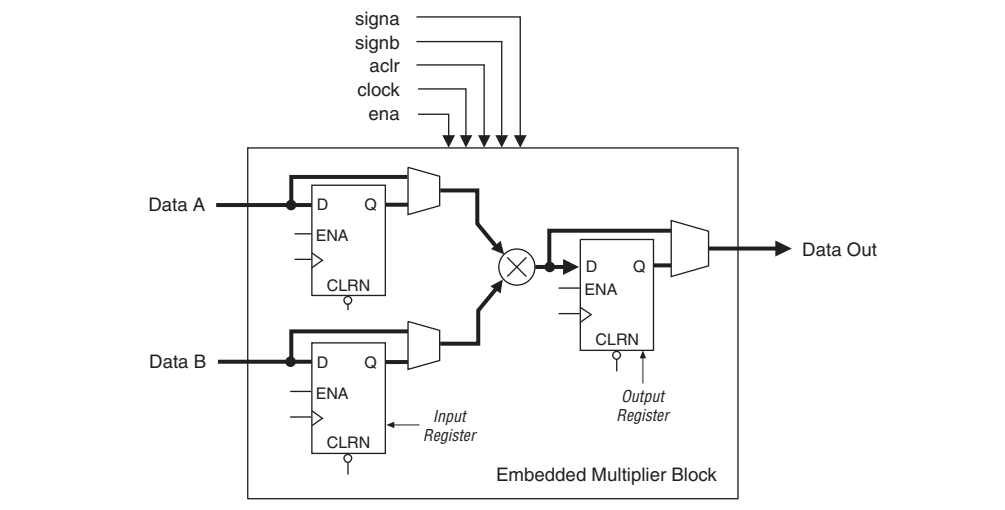 signa
signb
aclr
clock
ena
Data A
D Q
ENA
CLRN
Data B
D Q
ENA
CLRN
Input
Register
D Q
ENA
CLRN
Output
Register
Data Out
Embedded Multiplier Block